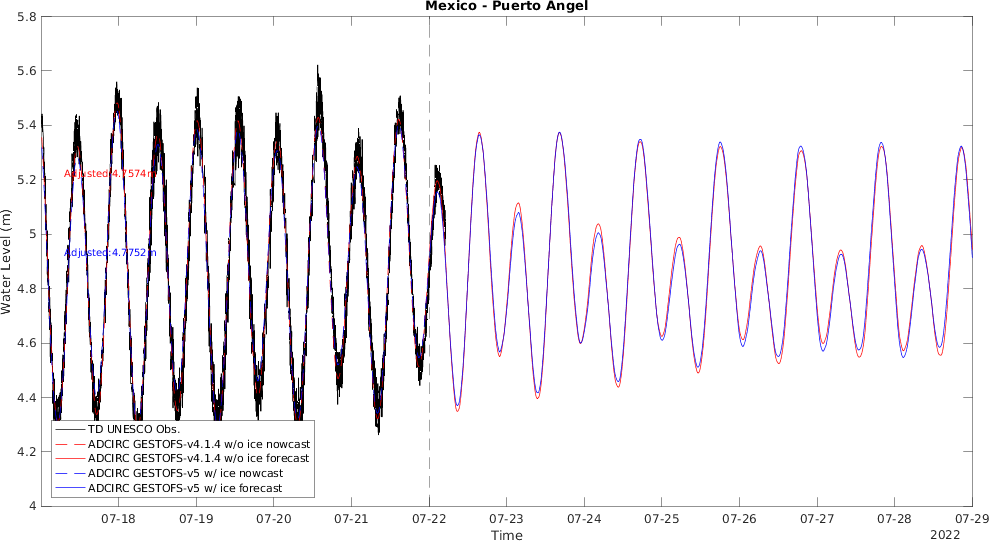 Mexico - Puerto Angel
5.8
5.6
5.4
5.2
5
4.8
4.6
4.4
4.2
4
Water Level (m)
Adjusted:4.7574m
Adjusted:4.7752m
TD UNESCO Obs.
ADCIRC GESTOFS-v4.1.4 w/o ice nowcast
ADCIRC GESTOFS-v4.1.4 w/o ice forecast
ADCIRC GESTOFS-v5 w/ ice nowcast
ADCIRC GESTOFS-v5 w/ ice forecast
07-18 07-19 07-20 07-21 07-22 07-23 07-24 07-25 07-26 07-27 07-28 07-29
Time
2022